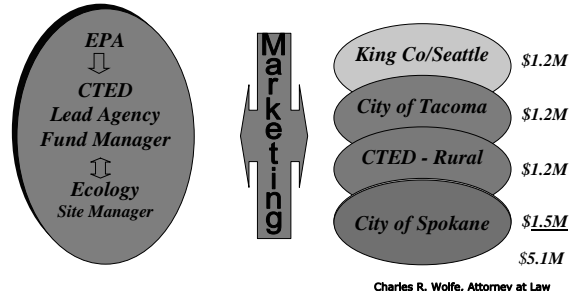 EPA
CTED
Lead Agency
Fund Manager
Ecology
Site Manager
Marketing
King Co/Seattle
$1.2M
City of Tacoma
$1.2M
CTED - Rural
$1.2M
City of Spokane
$1.5M
$5.1M
Charles R. Wolfe, Attorney at Law